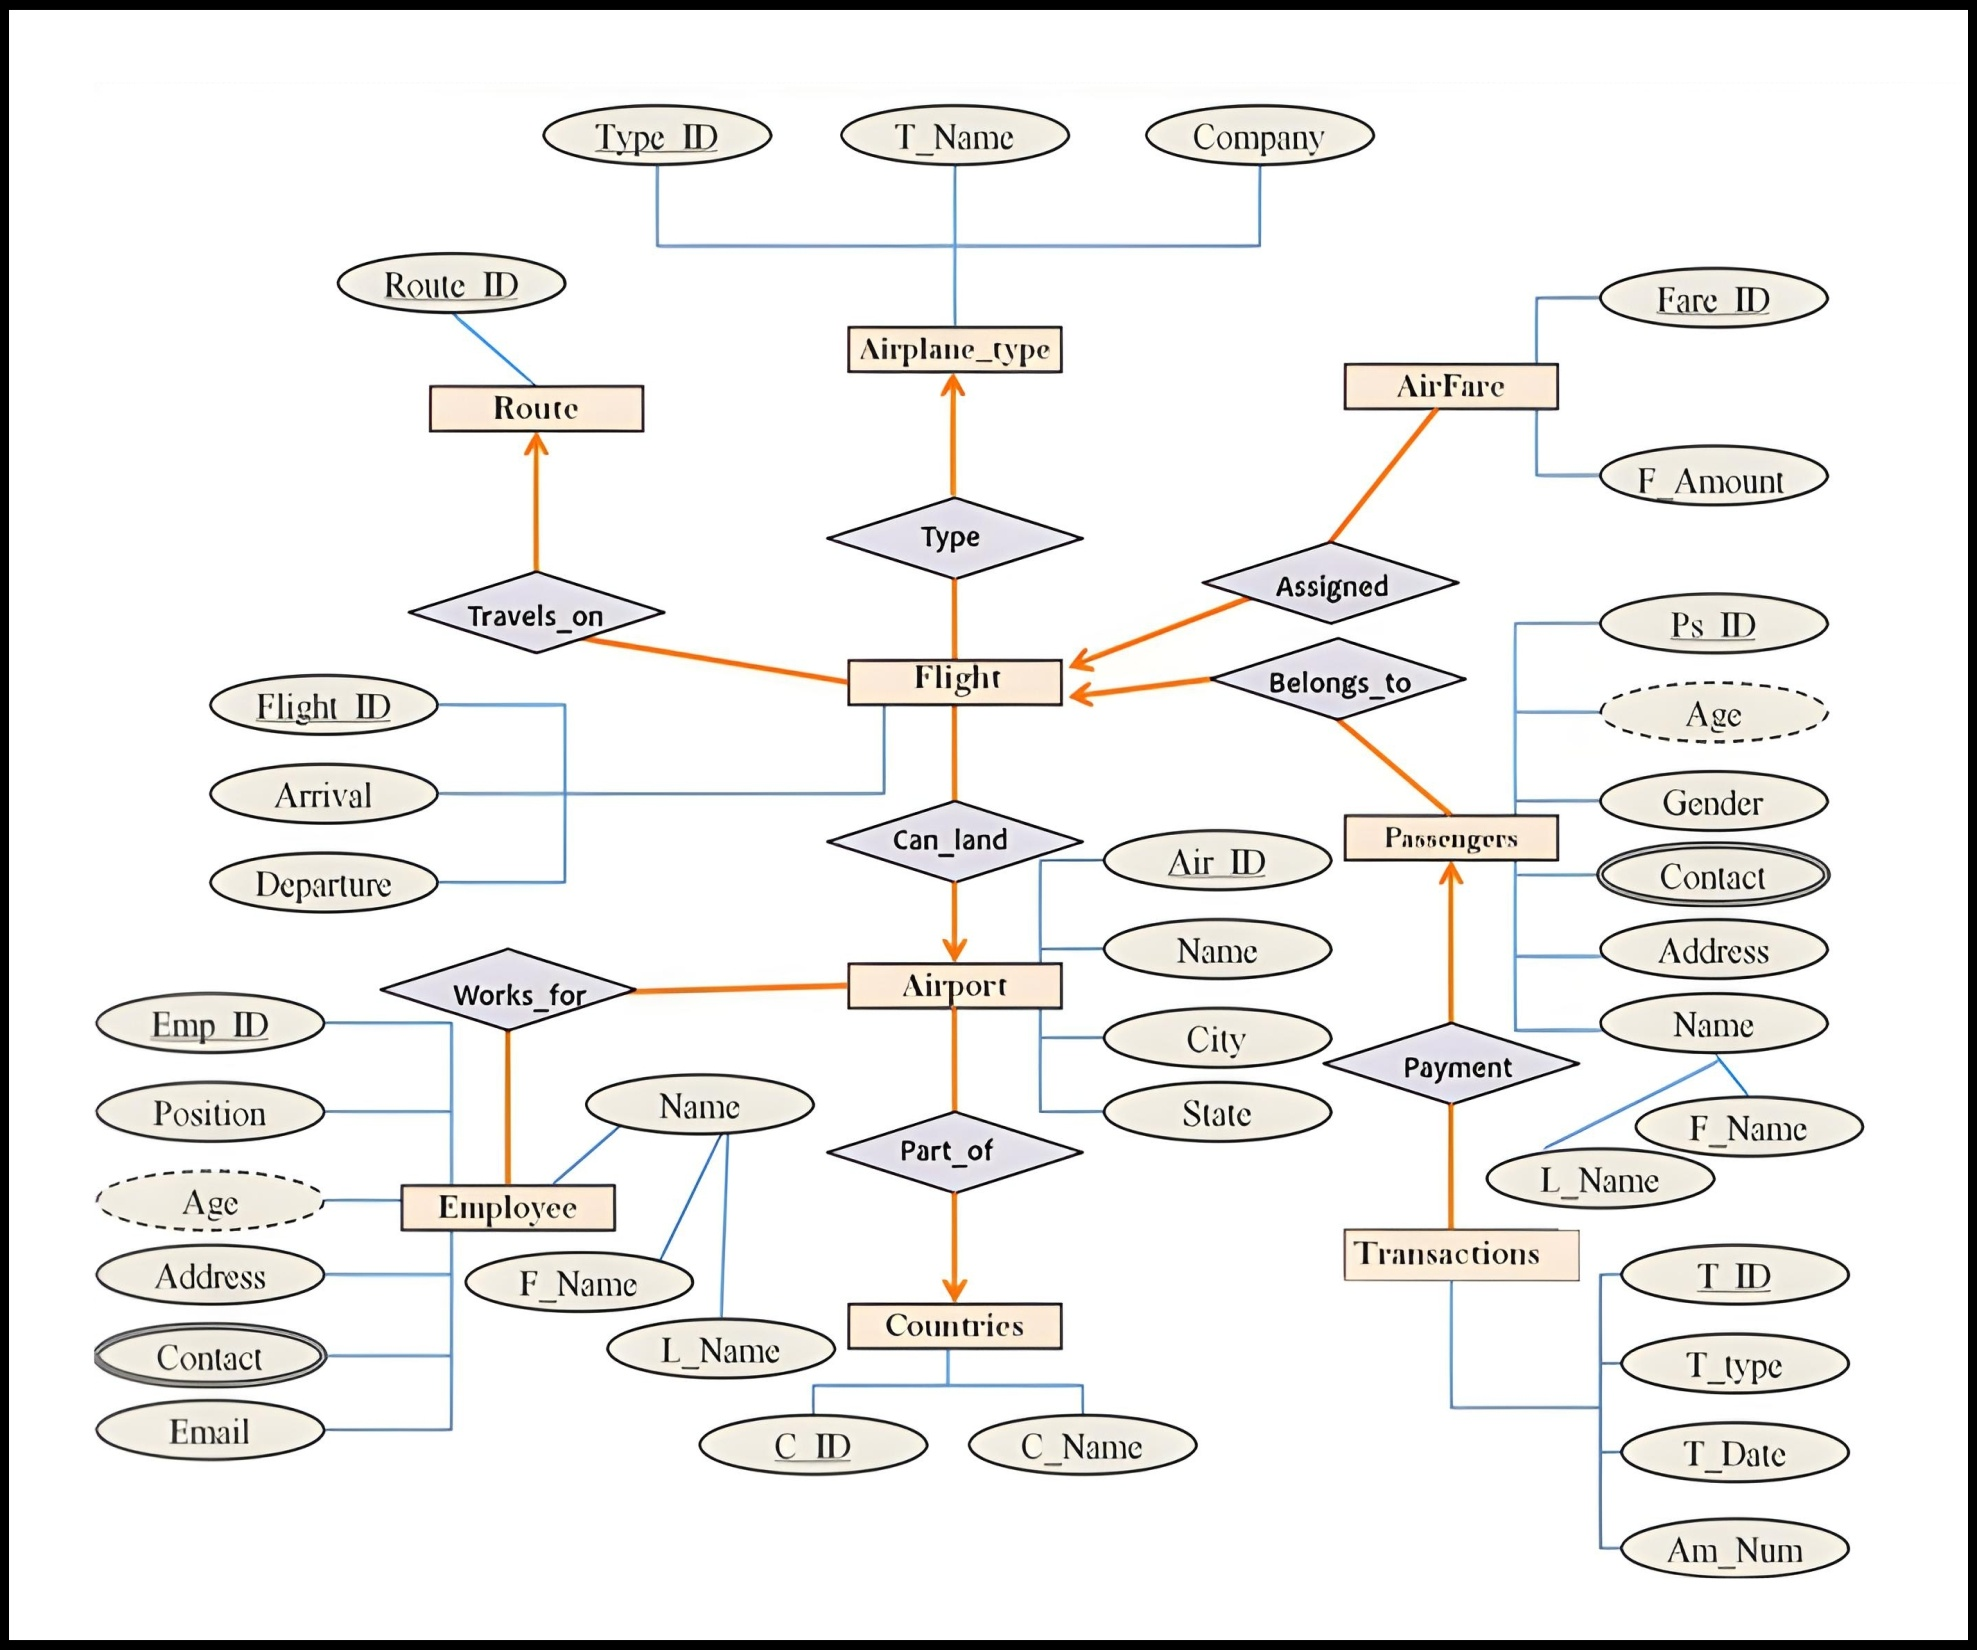 Type_ID
T_Name
Company
Route_ID
Fare_ID
Airplane_type
AirFare
Route
F_Amount
Type
Assigned
Travels_on
Ps_ID
Flight
Belongs_to
Flight_ID
Age
Arrival
Gender
Can_land
Passengers
Air_ID
Contact
Departure
Name
Address
Airport
Works_for
Emp_ID
City
Name
Payment
Position
Name
State
F_Name
Part_of
L_Name
Age
Employee
Address
F_Name
Transactions
T_ID
Countries
Contact
L_Name
T_type
Email
C_ID
C_Name
T_Date
Am_Num